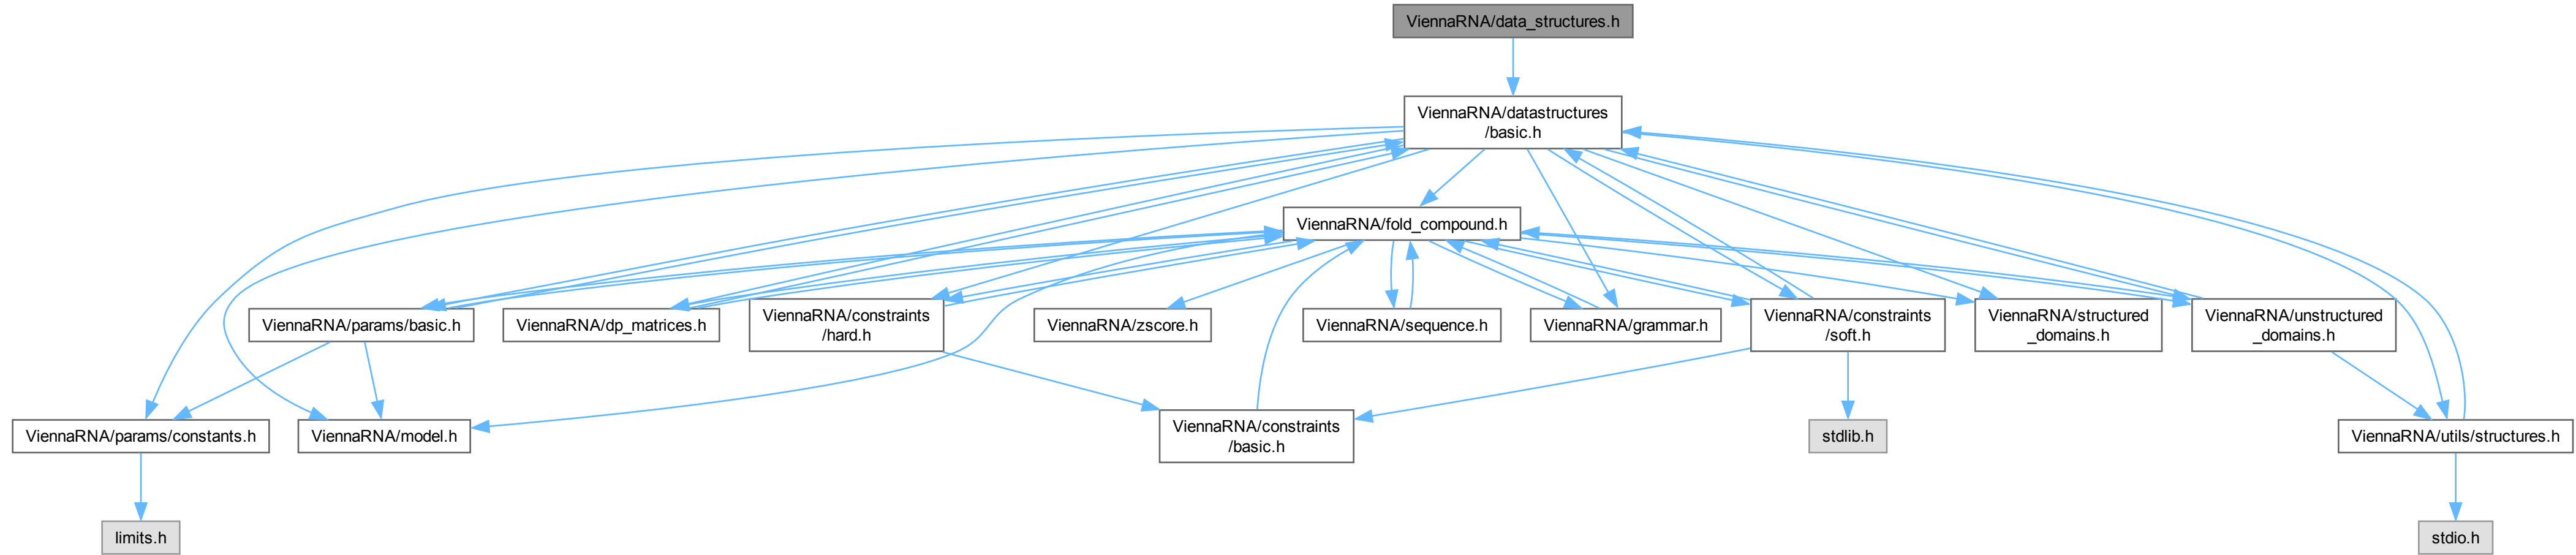 ViennaRNA/data_structures.h
ViennaRNA/datastructures
/basic.h
ViennaRNA/fold_compound.h
ViennaRNA/params/basic.h
ViennaRNA/dp_matrices.h
ViennaRNA/constraints
/hard.h
ViennaRNA/zscore.h
ViennaRNA/sequence.h
ViennaRNA/grammar.h
ViennaRNA/constraints
/soft.h
ViennaRNA/structured
_domains.h
ViennaRNA/unstructured
_domains.h
ViennaRNA/params/constants.h
ViennaRNA/model.h
ViennaRNA/constraints
/basic.h
stdlib.h
ViennaRNA/utils/structures.h
limits.h
stdio.h